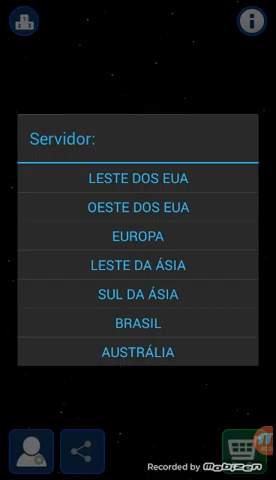 Servidor:
LESTE DOS EUA
OESTE DOS EUA
EUROPA
LESTE DA ÁSIA
SUL DA ÁSIA
BRASIL
AUSTRÁLIA
Recorded by Mobizen